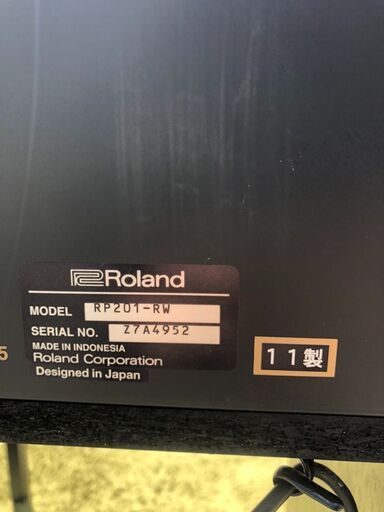 Roland
MODEL RP201-RW
SERIAL NO. Z7A4952
MADE IN INDONESIA
Roland Corporation
Designed in Japan
5
11製